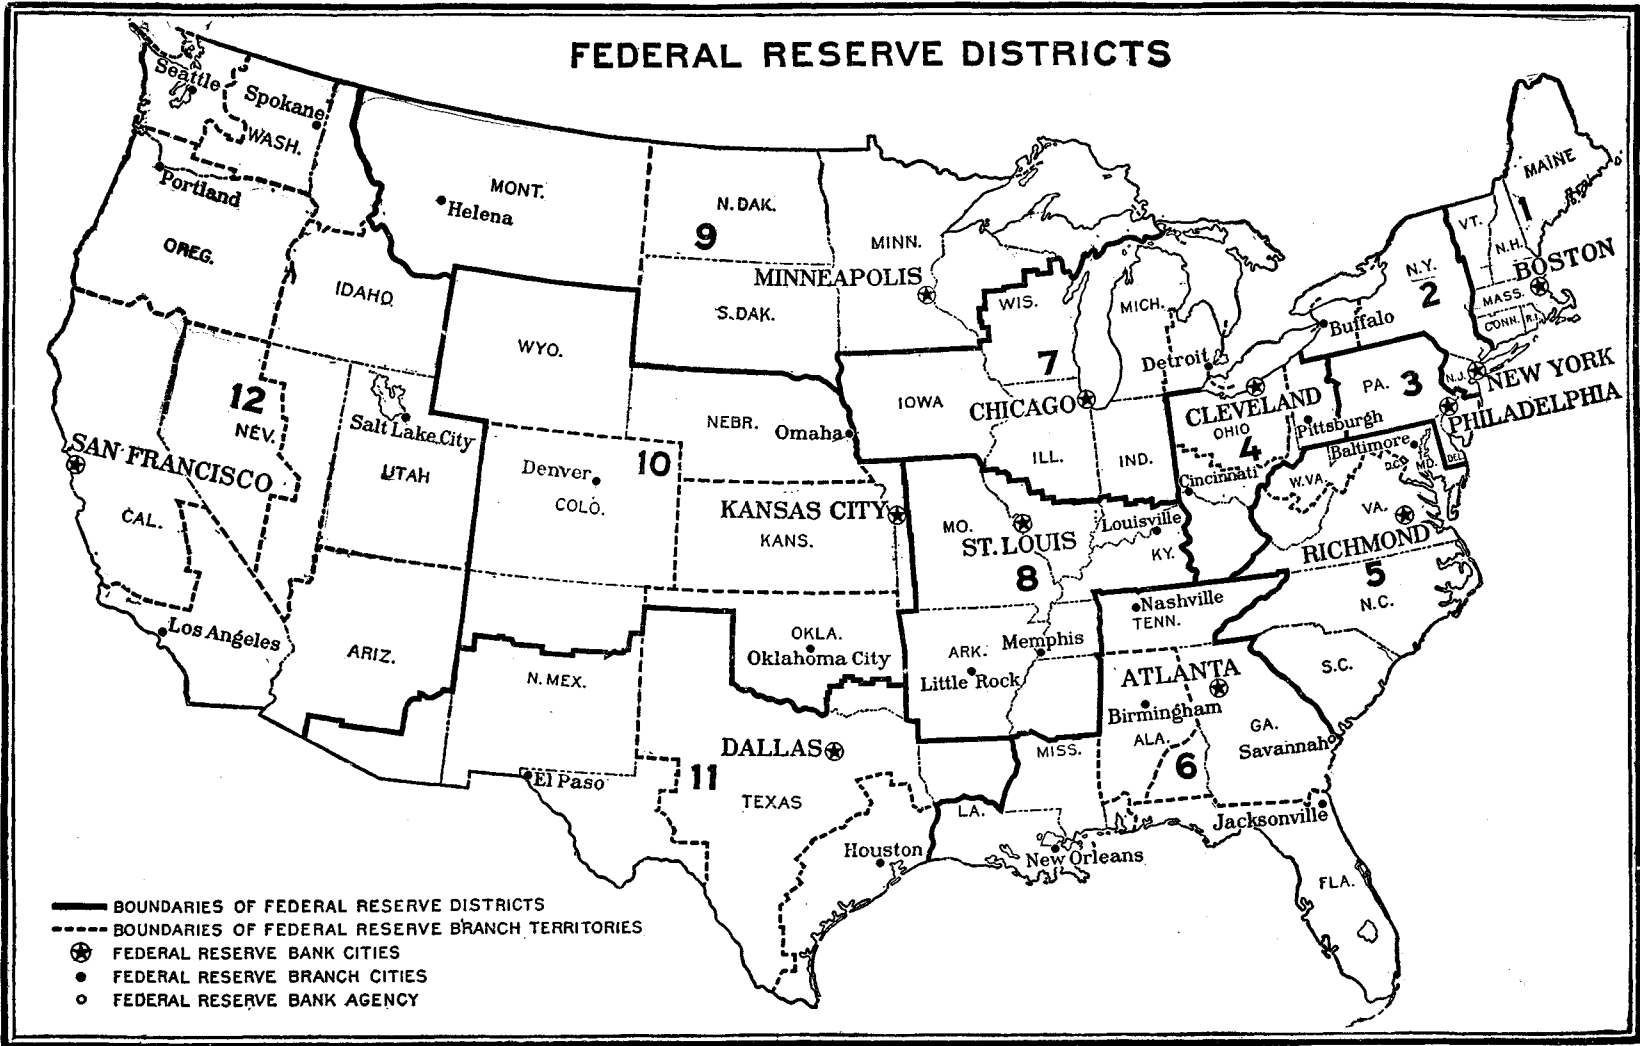 FEDERAL RESERVE DISTRICTS
Seattle
Spokane
WASH.
Portland
OREG.
MONT.
Helena
IDAHO
N. DAK.
9
S. DAK.
MINN.
MINNEAPOLIS
WYO.
WIS.
MICH.
7
Detroit
IOWA
CHICAGO
ILL.
IND.
MAINE
VT.
N.H.
1
BOSTON
MASS.
CONN.
R.I.
N.Y.
2
Buffalo
NEW YORK
N.J.
PA.
3
PHILADELPHIA
CLEVELAND
OHIO
4
Pittsburgh
Cincinnati
Baltimore
D.C.
MD.
DEL.
W.VA.
VA.
RICHMOND
5
N.C.
S.C.
12
NEV.
SAN FRANCISCO
CAL.
Los Angeles
Salt Lake City
UTAH
ARIZ.
NEBR.
Omaha
10
Denver
COLO.
KANSAS CITY
KANS.
MO.
ST. LOUIS
8
Louisville
KY.
Nashville
TENN.
Memphis
ARK.
Little Rock
OKLA.
Oklahoma City
N. MEX.
El Paso
DALLAS
11
TEXAS
Houston
LA.
New Orleans
MISS.
ATLANTA
Birmingham
ALA.
6
GA.
Savannah
Jacksonville
FLA.
BOUNDARIES OF FEDERAL RESERVE DISTRICTS
BOUNDARIES OF FEDERAL RESERVE BRANCH TERRITORIES
FEDERAL RESERVE BANK CITIES
FEDERAL RESERVE BRANCH CITIES
FEDERAL RESERVE BANK AGENCY